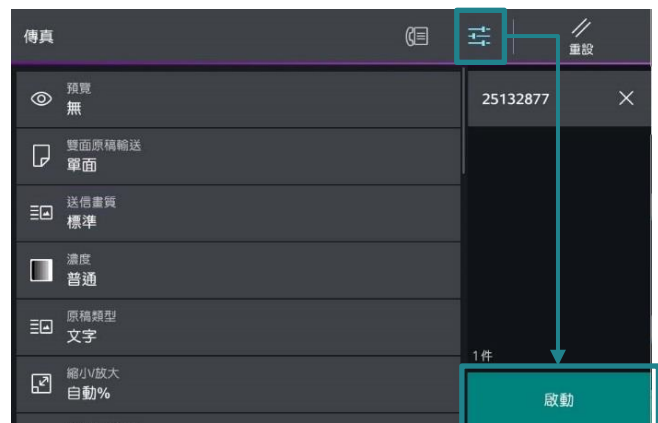 傳真
重設
預覽
無
25132877
雙面原稿輸送
單面
送信畫質
標準
濃度
普通
原稿類型
文字
1件
縮小/放大
自動%
啟動